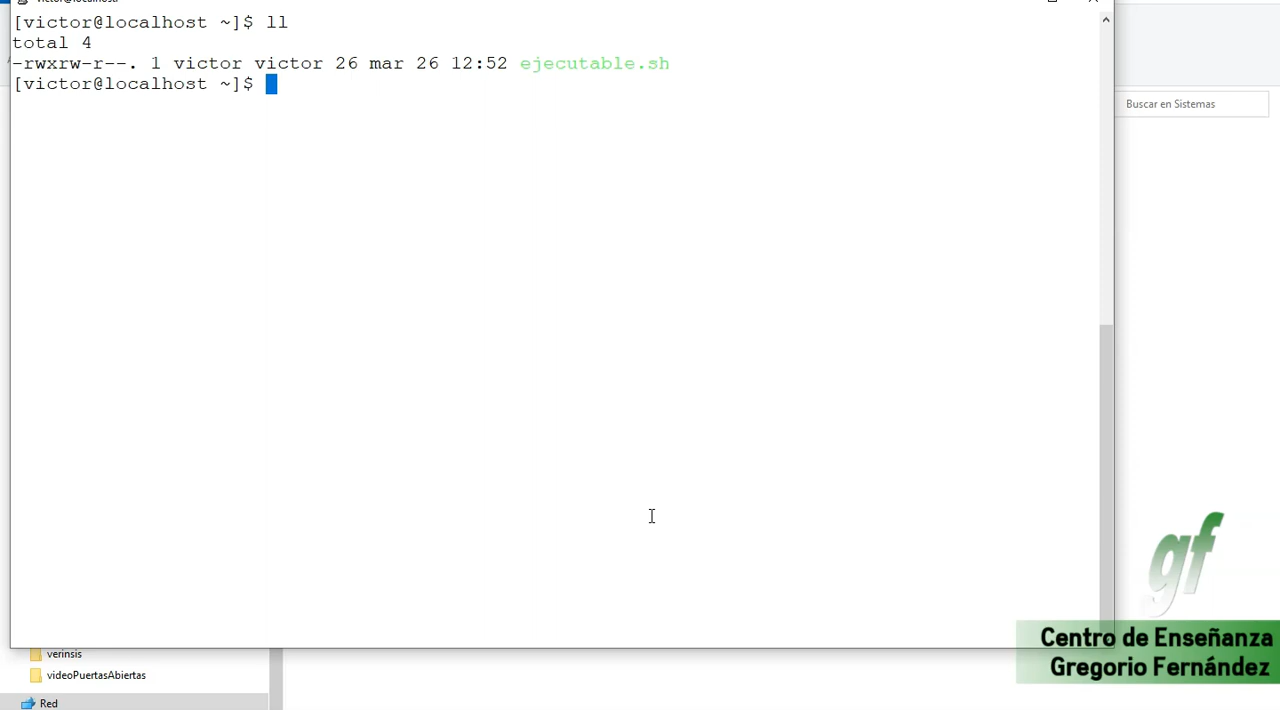 [victor@localhost ~]$ ll
total 4
-rwxrw-r--. 1 victor victor 26 mar 26 12:52 ejecutable.sh
[victor@localhost ~]$
Buscar en Sistemas
gf
Centro de Enseñanza
Gregorio Fernández
verinsis
videoPuertasAbiertas
Red